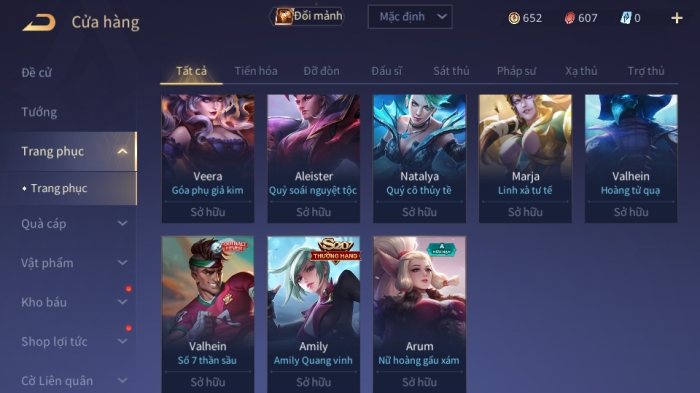 Cửa hàng
Đổi mảnh
Mặc định
652
607
0
Đề cử
Tướng
Trang phục
Trang phục
Quà cáp
Vật phẩm
Kho báu
Shop lợi tức
Cờ Liên quân
Tất cả
Tiến hóa
Đỡ đòn
Đấu sĩ
Sát thủ
Pháp sư
Xạ thủ
Trợ thủ
Veera
Góa phụ giả kim
Sở hữu
Aleister
Quỷ soái nguyệt tộc
Sở hữu
Natalya
Quý cô thủy tề
Sở hữu
Marja
Linh xà tư tế
Sở hữu
Valhein
Hoàng tử quạ
Sở hữu
FOOTBALL
Valhein
Số 7 thần sầu
Sở hữu
S20
THƯỞNG HẠNG
Amily
Amily Quang vinh
Sở hữu
Arum
Nữ hoàng gấu xám
Sở hữu